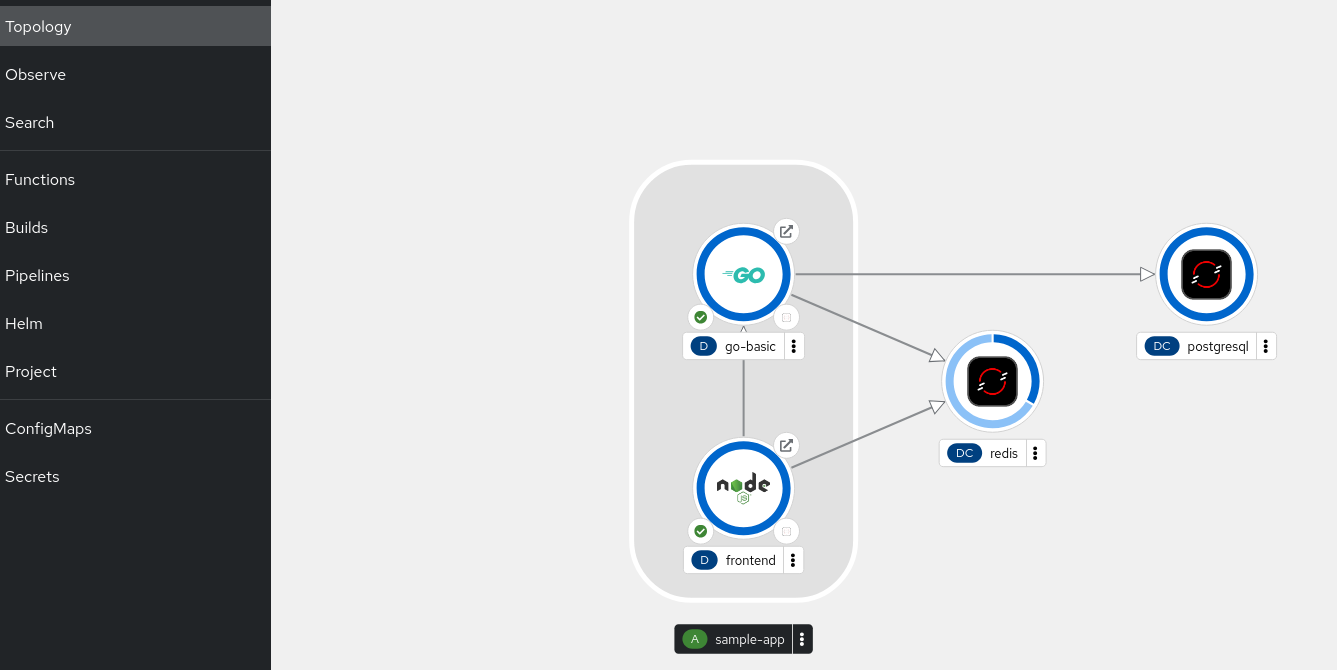 Topology
Observe
Search
Functions
Builds
Pipelines
Helm
Project
ConfigMaps
Secrets
GO
D go-basic
DC postgresql
DC redis
node
JS
D frontend
A sample-app